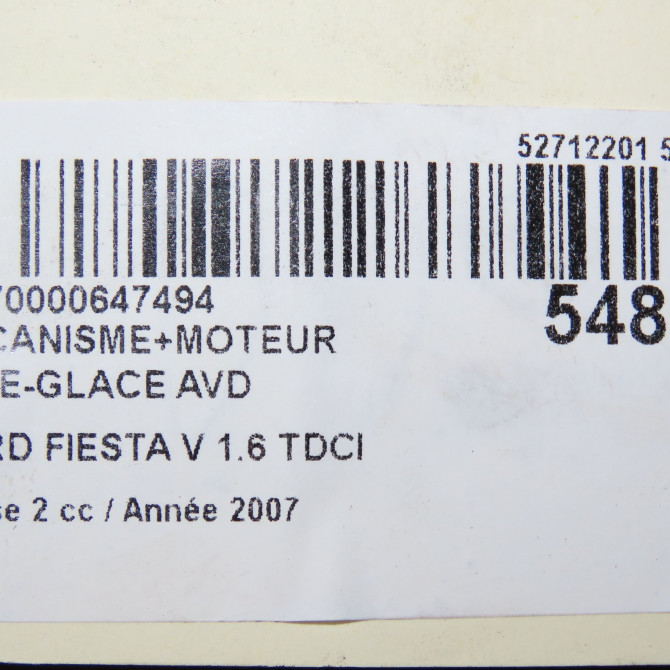 52712201 5
70000647494
548
CANISME+MOTEUR
E-GLACE AVD
RD FIESTA V 1.6 TDCI
se 2 cc / Année 2007